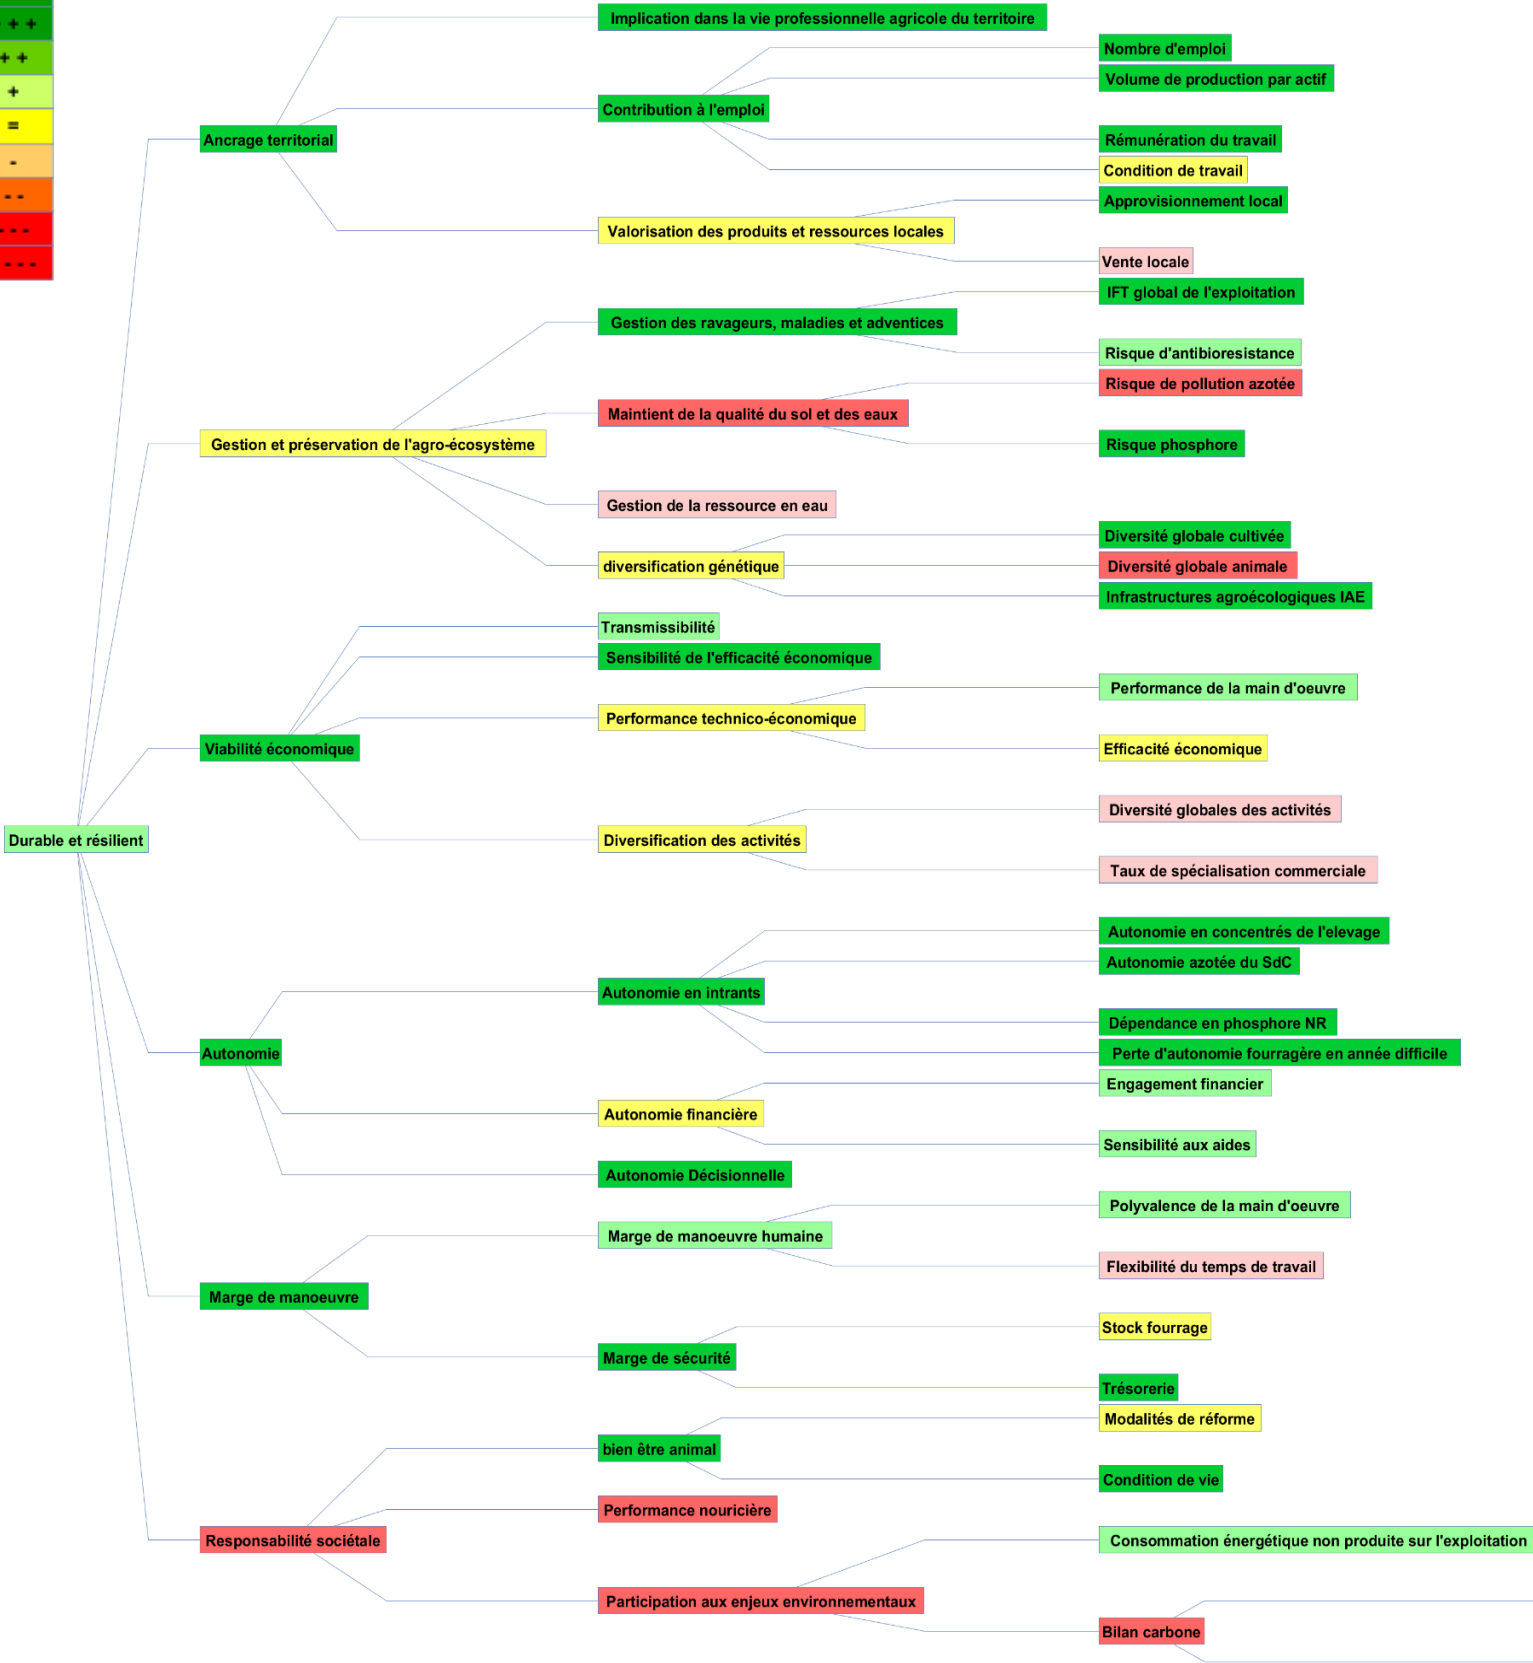 + +
+ +
+
=
-
- -
- - -
- - -
Implication dans la vie professionnelle agricole du territoire
Nombre d'emploi
Volume de production par actif
Contribution à l'emploi
Ancrage territorial
Rémunération du travail
Condition de travail
Approvisionnement local
Valorisation des produits et ressources locales
Vente locale
IFT global de l'exploitation
Gestion des ravageurs, maladies et adventices
Risque d'antibioresistance
Risque de pollution azotée
Maintient de la qualité du sol et des eaux
Gestion et préservation de l'agro-écosystème
Risque phosphore
Gestion de la ressource en eau
Diversité globale cultivée
diversification génétique
Diversité globale animale
Infrastructures agroécologiques IAE
Transmissibilité
Sensibilité de l'efficacité économique
Performance de la main d'oeuvre
Performance technico-économique
Viabilité économique
Efficacité économique
Diversité globales des activités
Durable et résilient
Diversification des activités
Taux de spécialisation commerciale
Autonomie en concentrés de l'elevage
Autonomie azotée du SdC
Autonomie en intrants
Dépendance en phosphore NR
Autonomie
Perte d'autonomie fourragère en année difficile
Engagement financier
Autonomie financière
Sensibilité aux aides
Autonomie Décisionnelle
Polyvalence de la main d'oeuvre
Marge de manoeuvre humaine
Flexibilité du temps de travail
Marge de manoeuvre
Stock fourrage
Marge de sécurité
Trésorerie
Modalités de réforme
bien être animal
Condition de vie
Performance nouricière
Responsabilité sociétale
Consommation énergétique non produite sur l'exploitation
Participation aux enjeux environnementaux
Bilan carbone